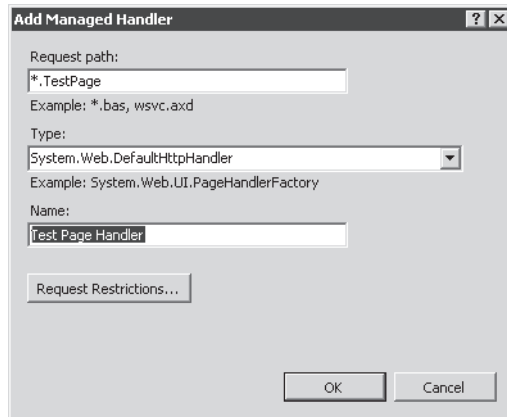 Add Managed Handler
Request path:
*.TestPage
Example: *.bas, wsvc.axd
Type:
System.Web.DefaultHttpHandler
Example: System.Web.UI.PageHandlerFactory
Name:
Test Page Handler
Request Restrictions...
OK Cancel